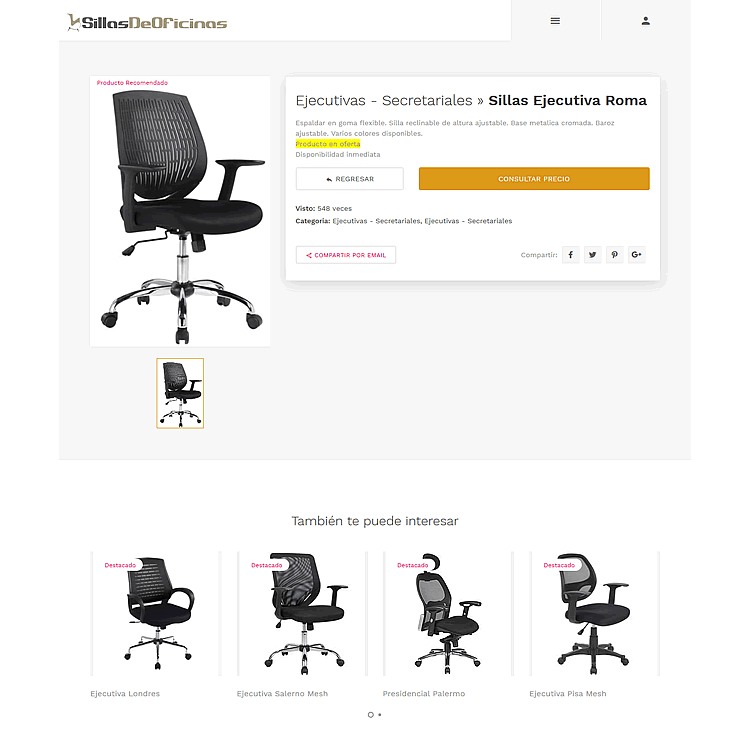 SillasDeOficinas
Producto Recomendado
Ejecutivas - Secretariales » Sillas Ejecutiva Roma
Espaldar en goma flexible. Silla reclinable de altura ajustable. Base metalica cromada. Baroz
ajustable. Varios colores disponibles.
Producto en oferta
Disponibilidad inmediata
REGRESAR
CONSULTAR PRECIO
Visto: 548 veces
Categoría: Ejecutivas - Secretariales, Ejecutivas - Secretariales
COMPARTIR POR EMAIL
Compartir:
También te puede interesar
Destacado
Destacado
Destacado
Destacado
Ejecutiva Londres
Ejecutiva Salerno Mesh
Presidencial Palermo
Ejecutiva Pisa Mesh